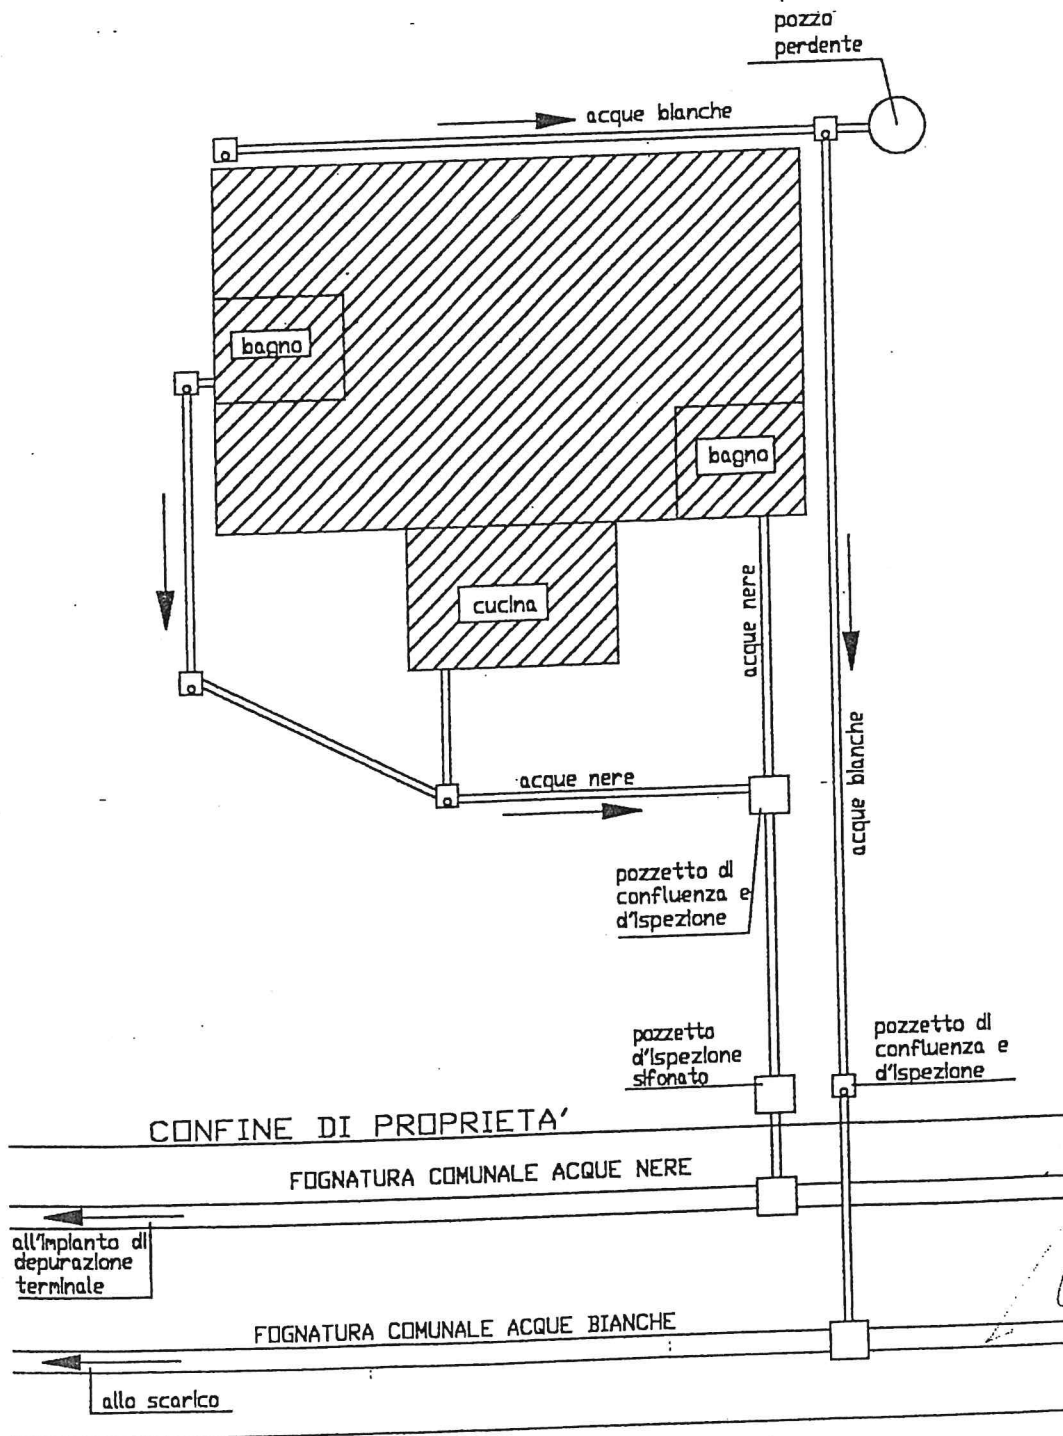 pozzo
perdente
acque bianche
bagno
bagno
cucina
acque nere
acque nere
acque bianche
pozzetto di
confluenza e
d'ispezione
pozzetto
d'ispezione
sifonato
pozzetto di
confluenza e
d'ispezione
CONFINE DI PROPRIETA'
FOGNATURA COMUNALE ACQUE NERE
all'impianto di
depurazione
terminale
FOGNATURA COMUNALE ACQUE BIANCHE
allo scarico